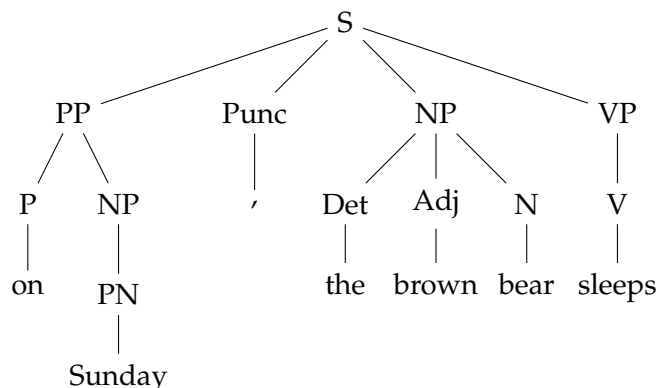 S
PP Punc NP VP
P NP , Det Adj N V
on PN the brown bear sleeps
Sunday